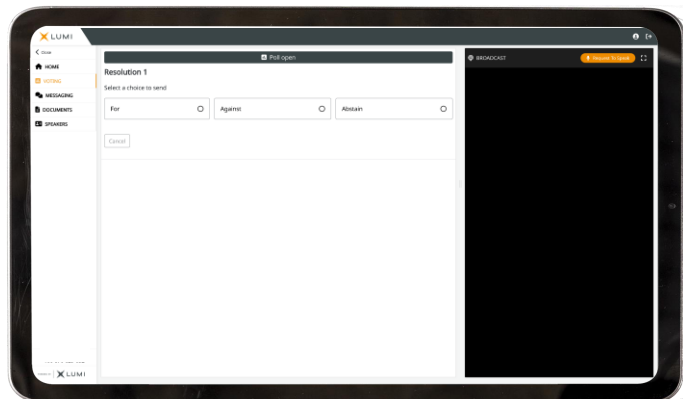 LUMI
Close
HOME
VOTING
MESSAGING
DOCUMENTS
SPEAKERS
Poll open
Resolution 1
Select a choice to send
For
Against
Abstain
Cancel
BROADCAST
Request To Speak
LUMI